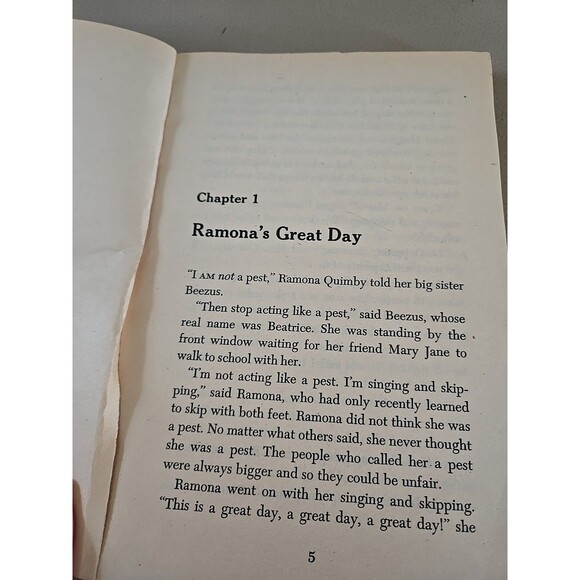 Chapter 1
Ramona's Great Day
"I AM not a pest," Ramona Quimby told her big sister
Beezus.
"Then stop acting like a pest," said Beezus, whose
real name was Beatrice. She was standing by the
front window waiting for her friend Mary Jane to
walk to school with her.
"I'm not acting like a pest. I'm singing and skip-
ping," said Ramona, who had only recently learned
to skip with both feet. Ramona did not think she was
a pest. No matter what others said, she never thought
she was a pest. The people who called her a pest
were always bigger and so they could be unfair.
Ramona went on with her singing and skipping.
"This is a great day, a great day, a great day!" she
5